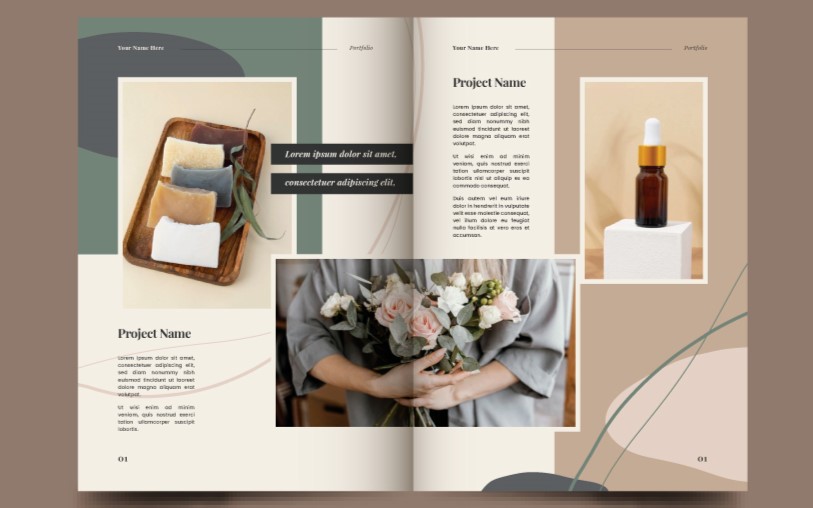 Your Name Here
Portfolio
Lorem ipsum dolor sit amet,
consectetuer adipiscing elit.
Project Name
Lorem ipsum dolor sit amet,
consectetuer adipiscing elit,
sed diam nonummy nibh
euismod tincidunt ut laoreet
dolore magna aliquam erat
volutpat.
Ut wisi enim ad minim
veniam, quis nostrud exerci
tation ullamcorper suscipit
lobortis.
01
Your Name Here
Portfolio
Project Name
Lorem ipsum dolor sit amet,
consectetuer adipiscing elit,
sed diam nonummy nibh
euismod tincidunt ut laoreet
dolore magna aliquam erat
volutpat.
Ut wisi enim ad minim
veniam, quis nostrud exerci
tation ullamcorper suscipit
lobortis nisl ut aliquip ex ea
commodo consequat.
Duis autem vel eum iriure
dolor in hendrerit in vulputate
velit esse molestie consequat,
vel illum dolore eu feugiat
nulla facilisis at vero eros et
accumsan.
01